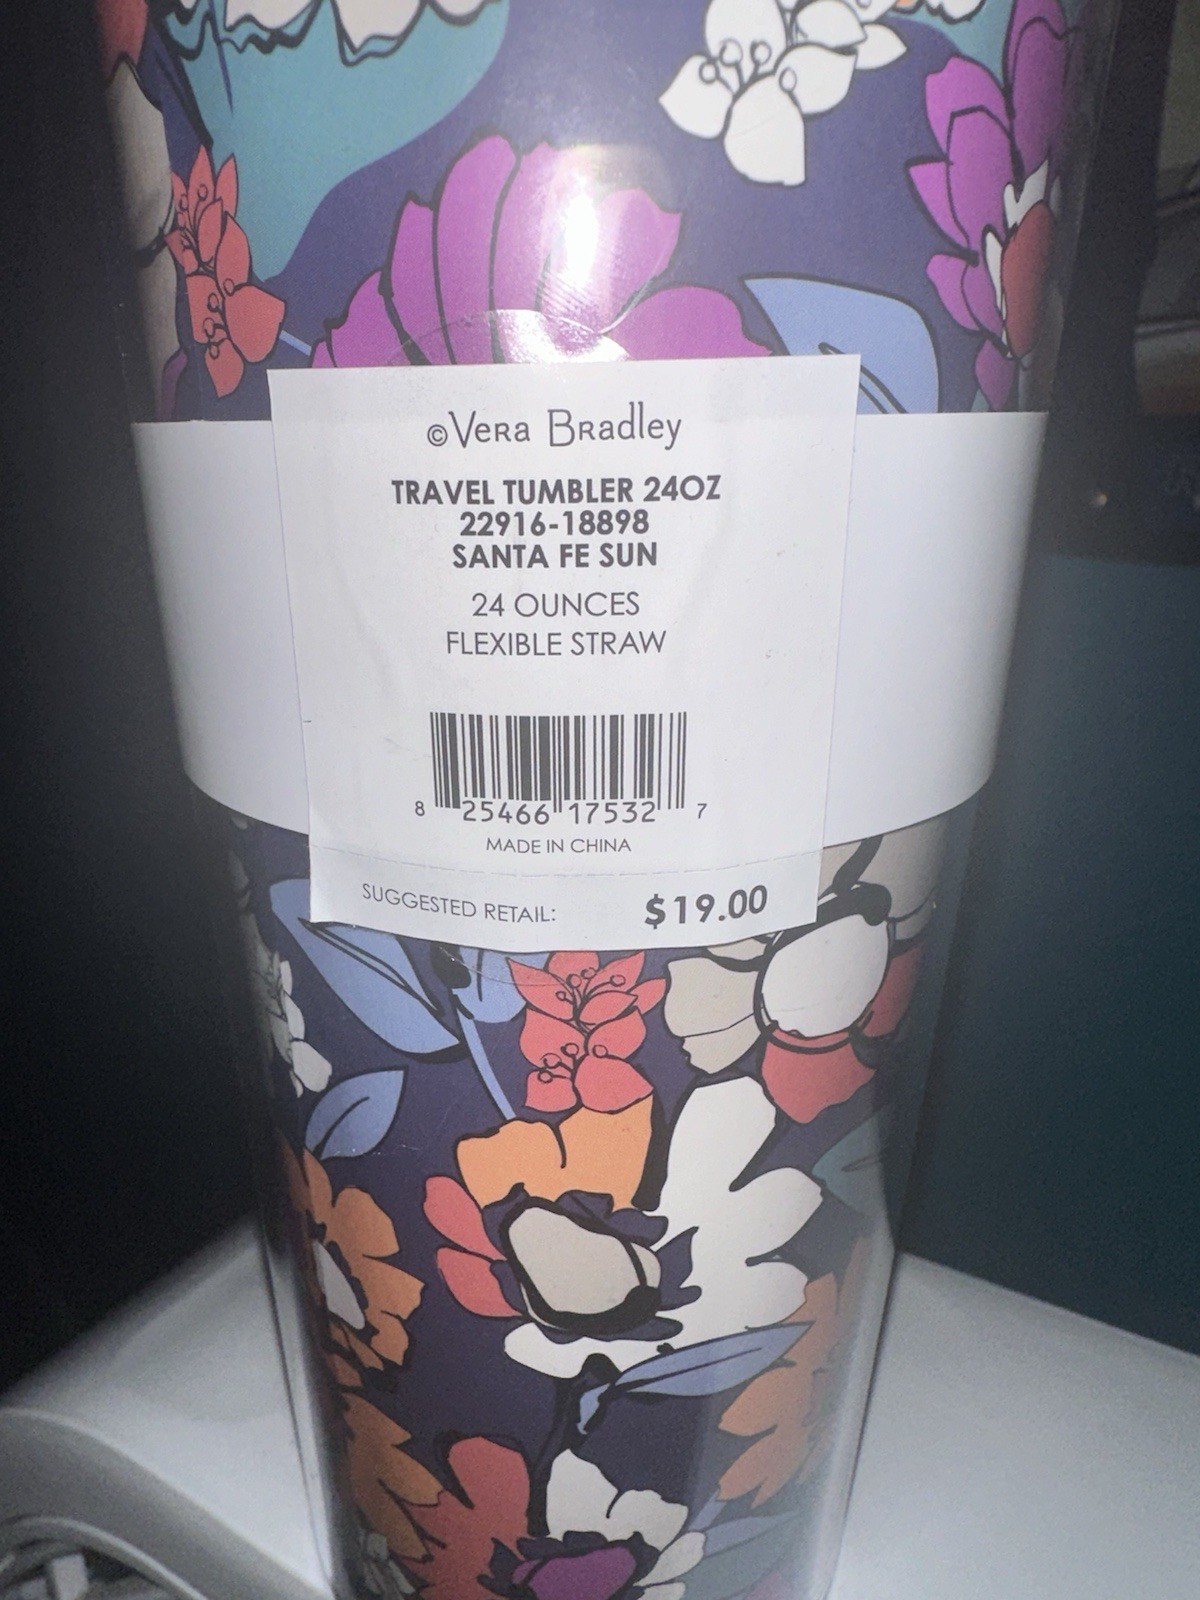 ©Vera Bradley
TRAVEL TUMBLER 24OZ
22916-18898
SANTA FE SUN
24 OUNCES
FLEXIBLE STRAW
8 25466 17532 7
MADE IN CHINA
SUGGESTED RETAIL: $19.00